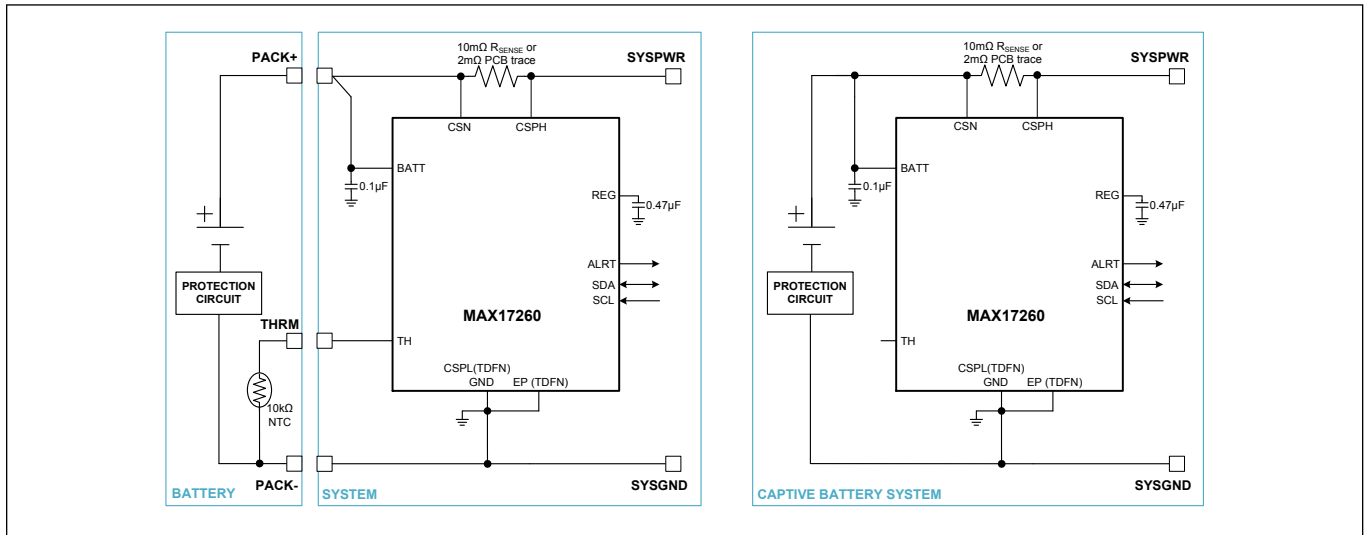 PACK+
10mΩ RSENSE or
2mΩ PCB trace
SYSPWR
CSN
CSPH
BATT
0.1µF
REG
0.47µF
+
PROTECTION
CIRCUIT
ALRT
SDA
SCL
MAX17260
THRM
TH
CSPL(TDFN)
GND
EP (TDFN)
10kΩ
NTC
BATTERY
PACK-
SYSTEM
SYSGND
10mΩ RSENSE or
2mΩ PCB trace
SYSPWR
CSN
CSPH
BATT
0.1µF
REG
0.47µF
+
PROTECTION
CIRCUIT
ALRT
SDA
SCL
MAX17260
TH
CSPL(TDFN)
GND
EP (TDFN)
SYSGND
CAPTIVE BATTERY SYSTEM